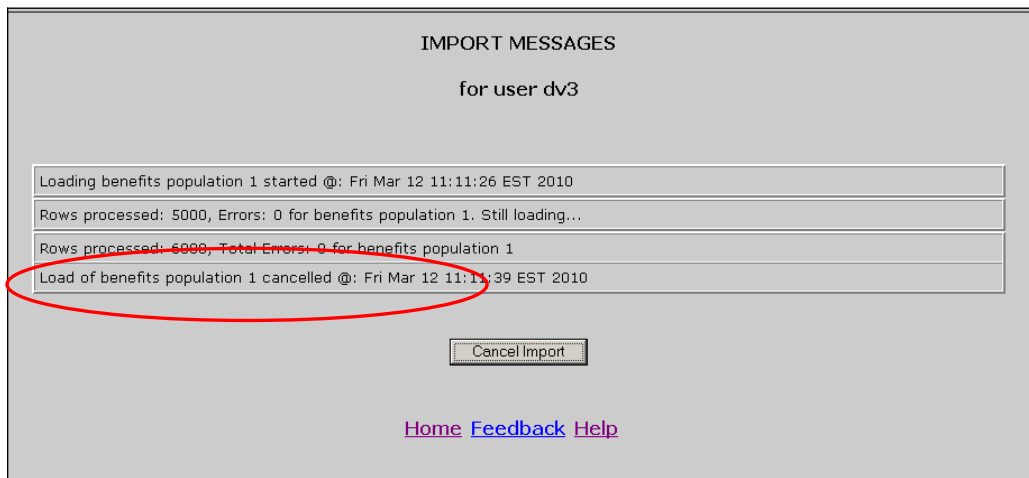 IMPORT MESSAGES
for user dv3
Loading benefits population 1 started @: Fri Mar 12 11:11:26 EST 2010
Rows processed: 5000, Errors: 0 for benefits population 1. Still loading...
Rows processed: 6000, Total Errors: 0 for benefits population 1
Load of benefits population 1 cancelled @: Fri Mar 12 11:11:39 EST 2010
Cancel Import
Home Feedback Help